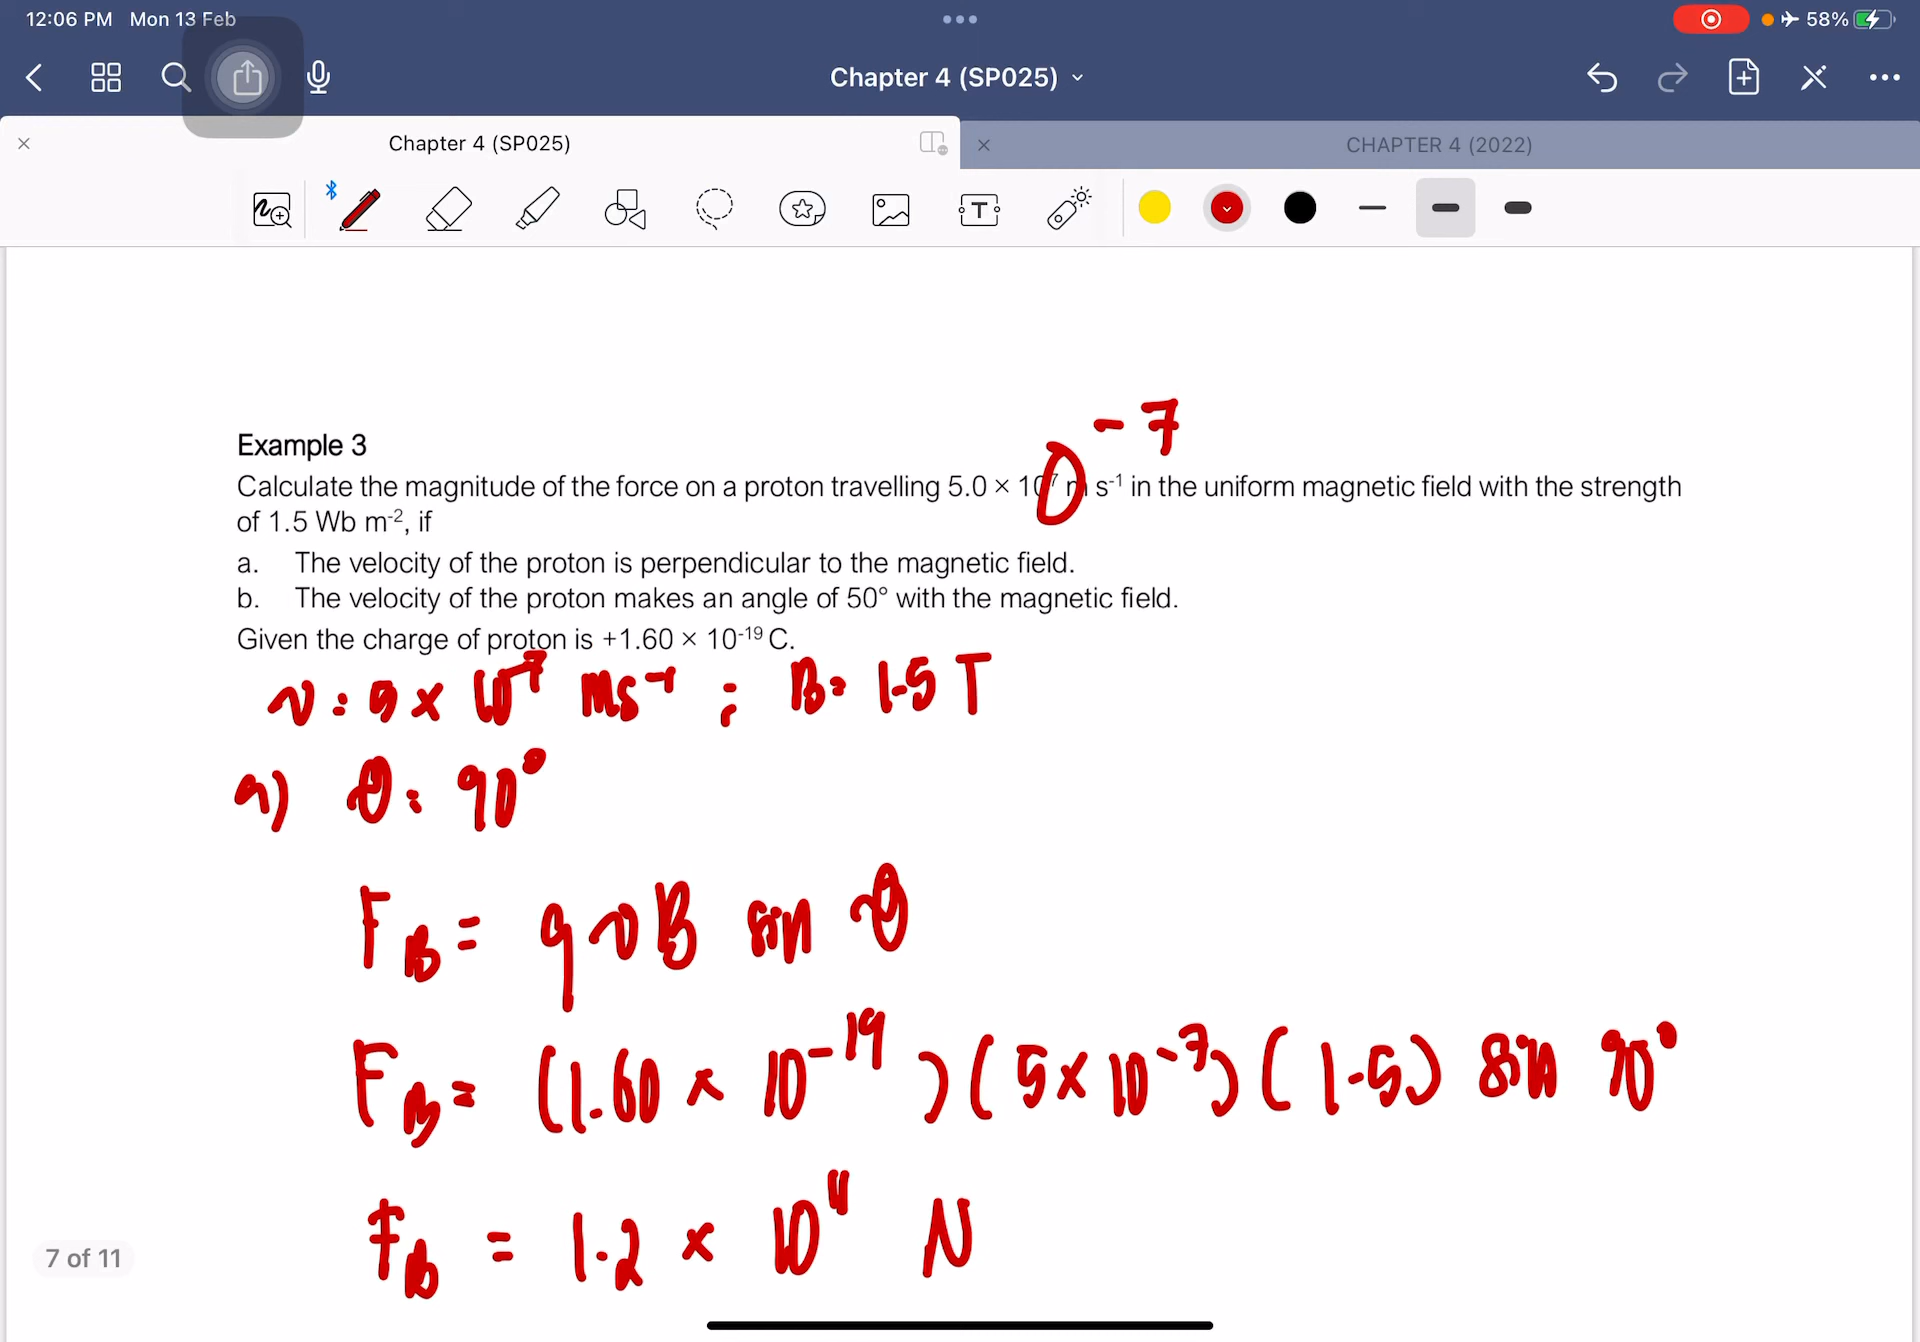 12:06 PM Mon 13 Feb
58%
Chapter 4 (SP025)
Chapter 4 (SP025)
CHAPTER 4 (2022)
T
0⁻⁷
Example 3
Calculate the magnitude of the force on a proton travelling 5.0 × 10⁷ m s⁻¹ in the uniform magnetic field with the strength
of 1.5 Wb m⁻², if
a. The velocity of the proton is perpendicular to the magnetic field.
b. The velocity of the proton makes an angle of 50° with the magnetic field.
Given the charge of proton is +1.60 × 10⁻¹⁹ C.
v = 5 × 10⁻⁷ ms⁻¹ ; B = 1.5 T
a) θ = 90°
F_B = qvB sin θ
F_B = (1.60 × 10⁻¹⁹)(5 × 10⁻⁷)(1.5) sin 90°
F_B = 1.2 × 10¹¹ N
7 of 11